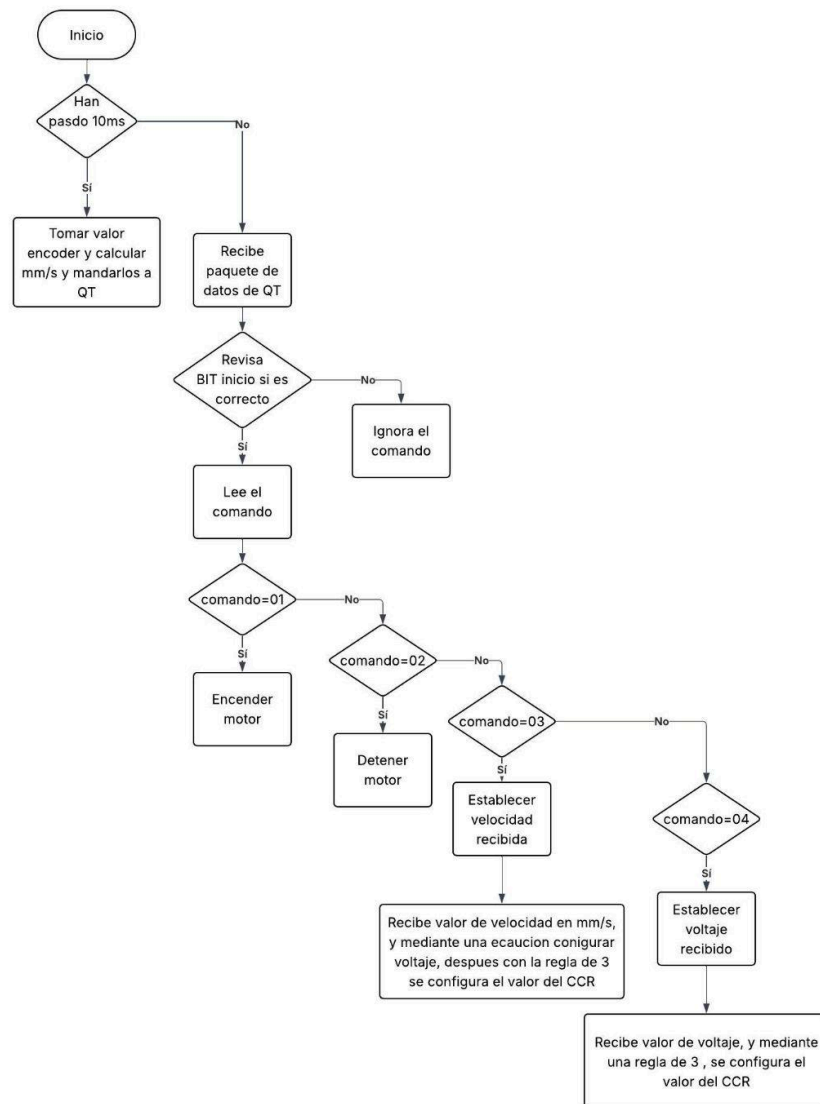 Inicio
Han
pasdo 10ms
No
Sí
Tomar valor
encoder y calcular
mm/s y mandarlos a
QT
Recibe
paquete de
datos de QT
Revisa
BIT inicio si es
correcto
No
Sí
Ignora el
comando
Lee el
comando
comando=01
No
Sí
comando=02
No
Sí
Encender
motor
comando=03
No
Sí
Detener
motor
Establecer
velocidad
recibida
comando=04
Sí
Recibe valor de velocidad en mm/s,
y mediante una ecaucion conigurar
voltaje, despues con la regla de 3
se configura el valor del CCR
Establecer
voltaje
recibido
Recibe valor de voltaje, y mediante
una regla de 3 , se configura el
valor del CCR